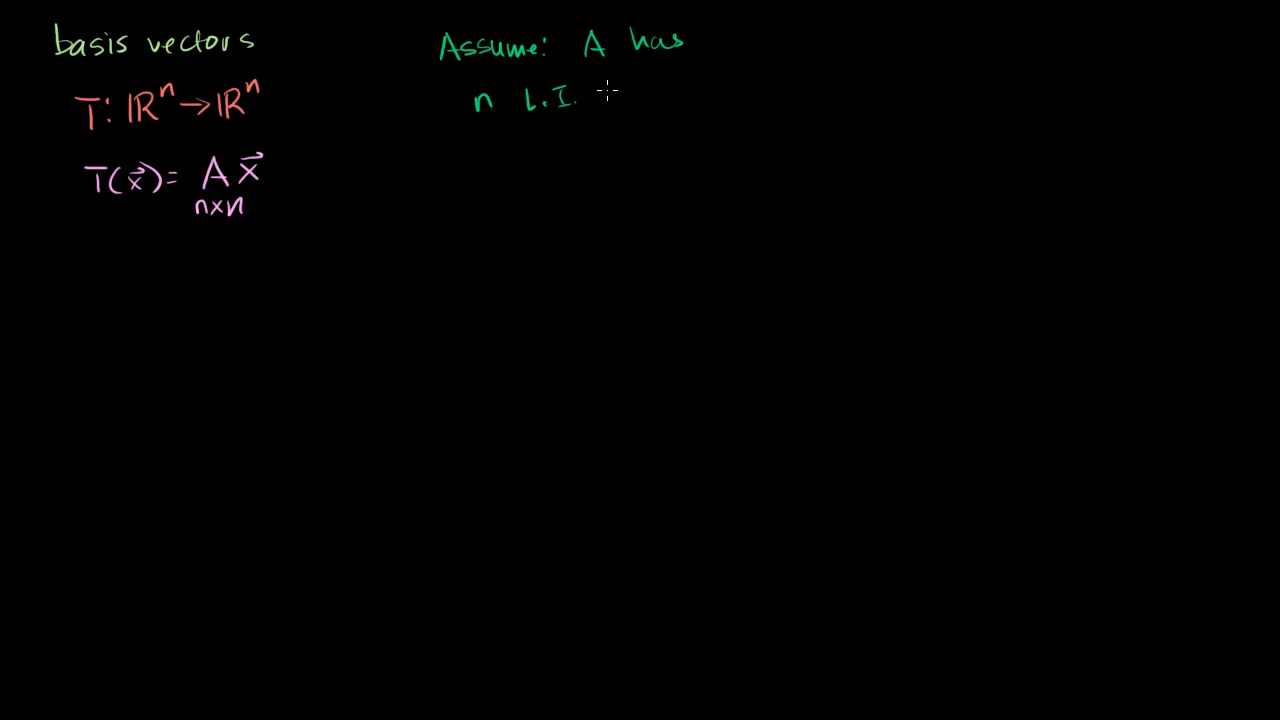 basis vectors
T: ℝⁿ → ℝⁿ
T(x⃗) = A x⃗
n×n
Assume: A has
n L.I.